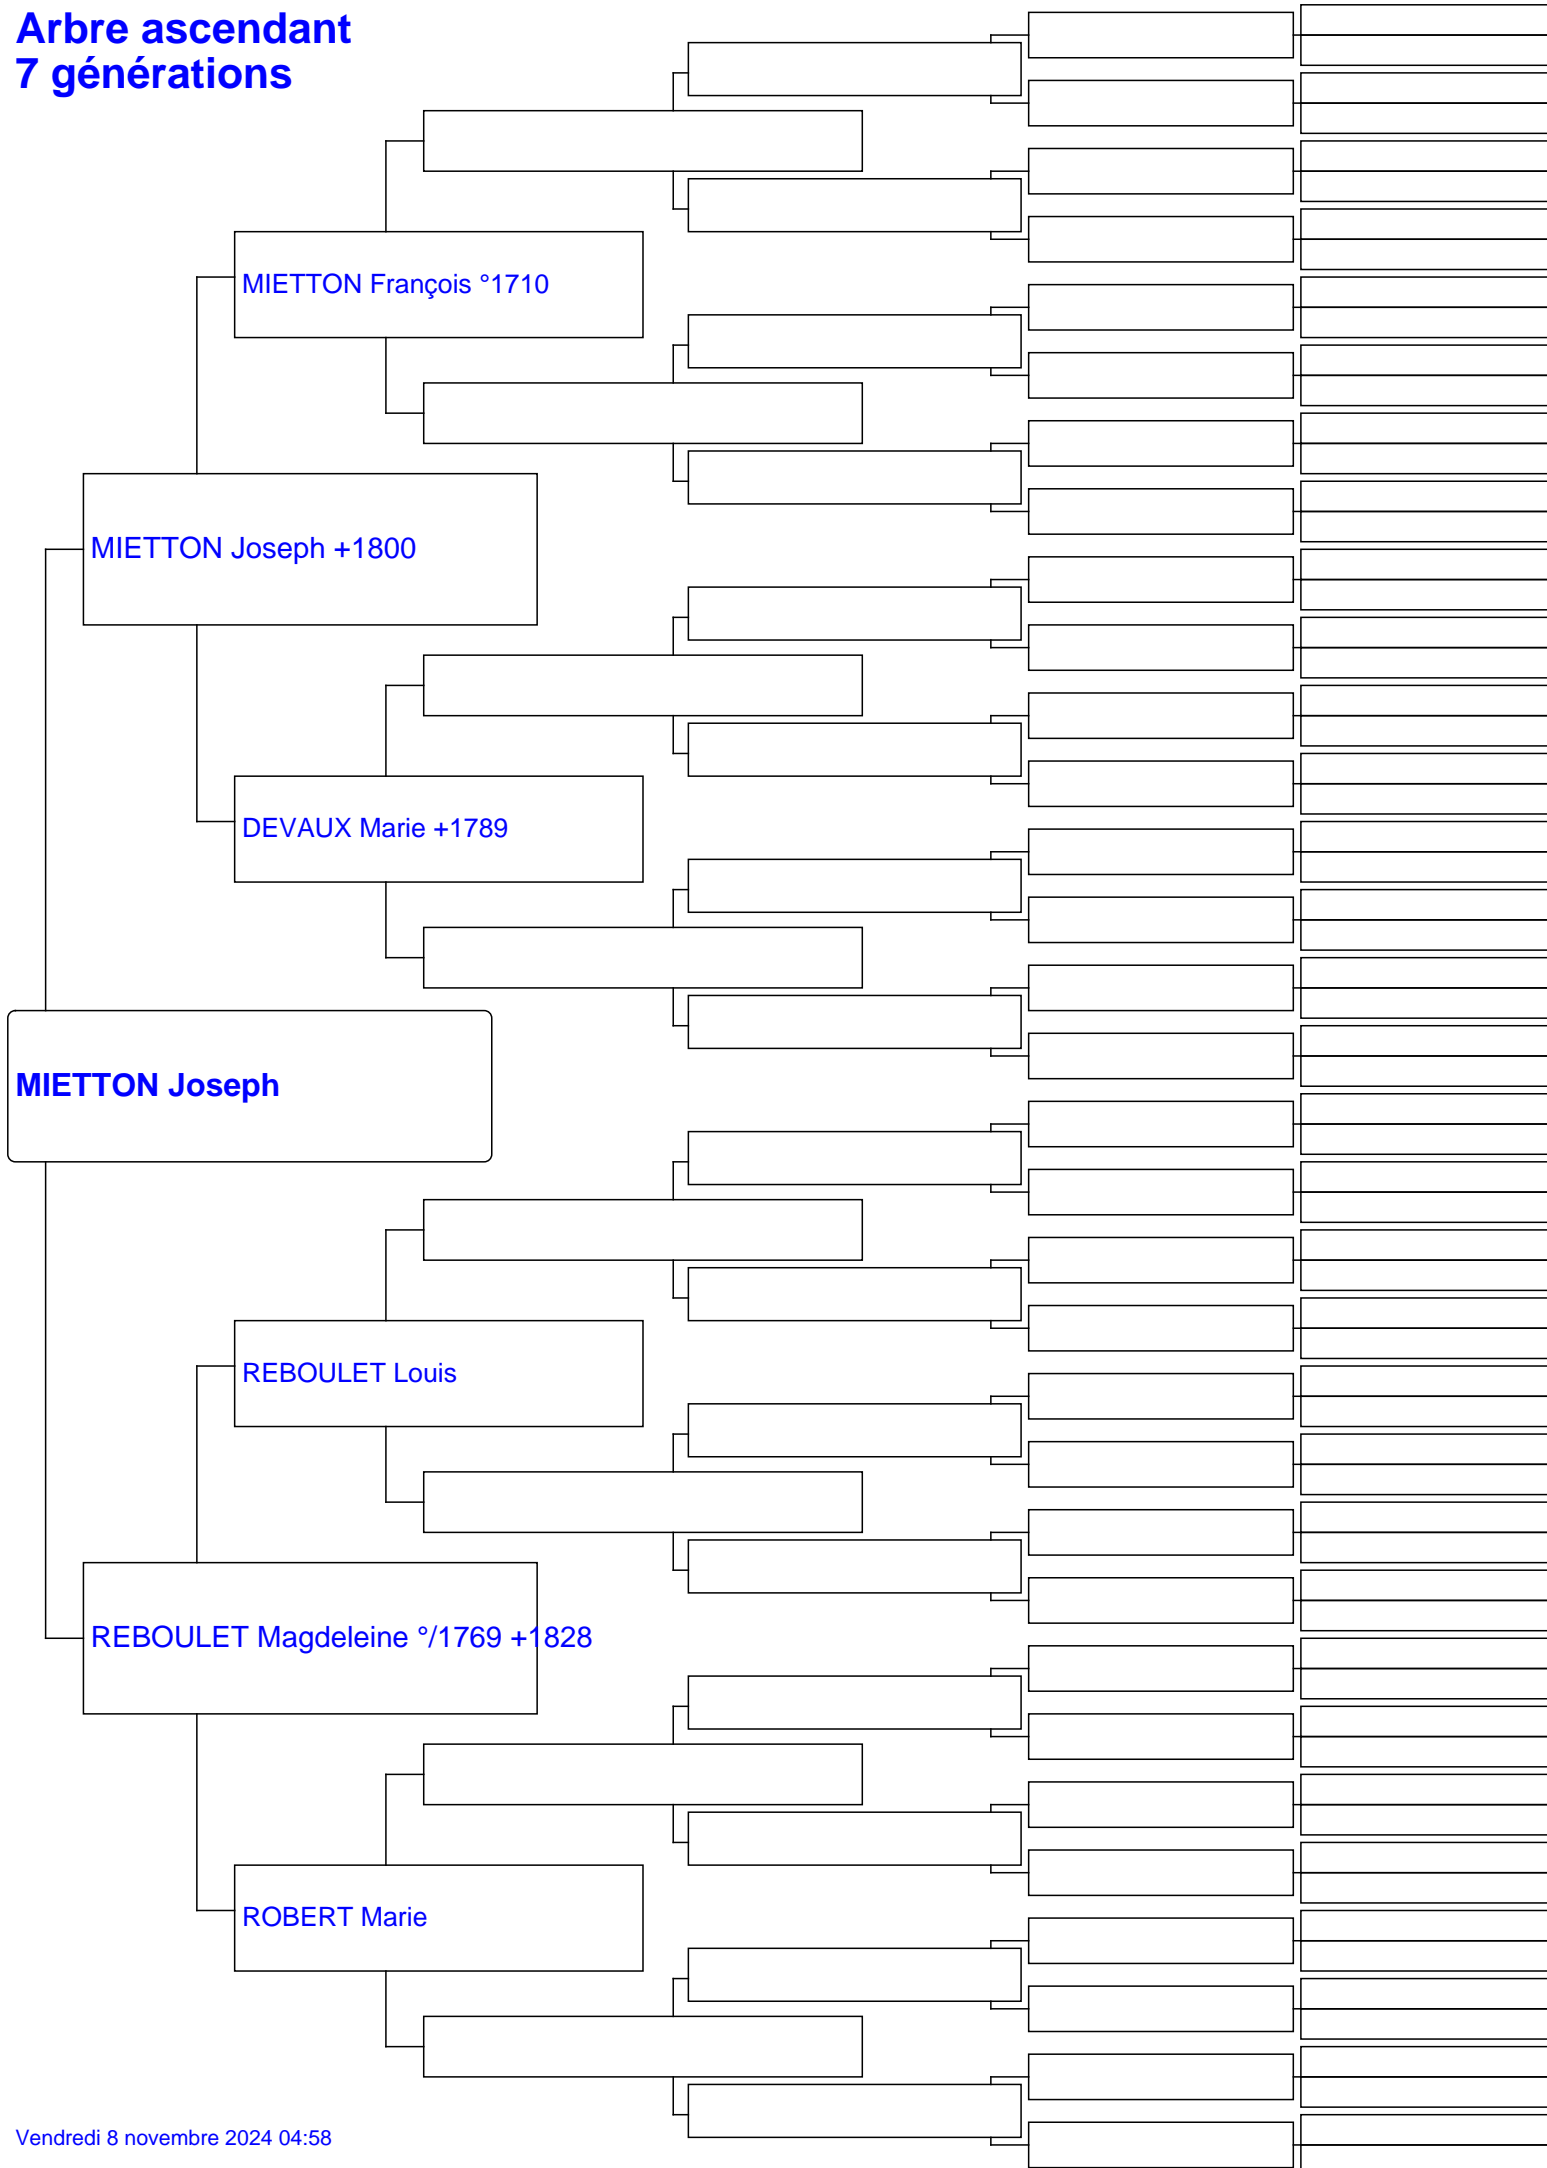 Arbre ascendant
7 générations
MIETTON François °1710
MIETTON Joseph +1800
DEVAUX Marie +1789
MIETTON Joseph
REBOULET Louis
REBOULET Magdeleine °/1769 +1828
ROBERT Marie
Vendredi 8 novembre 2024 04:58